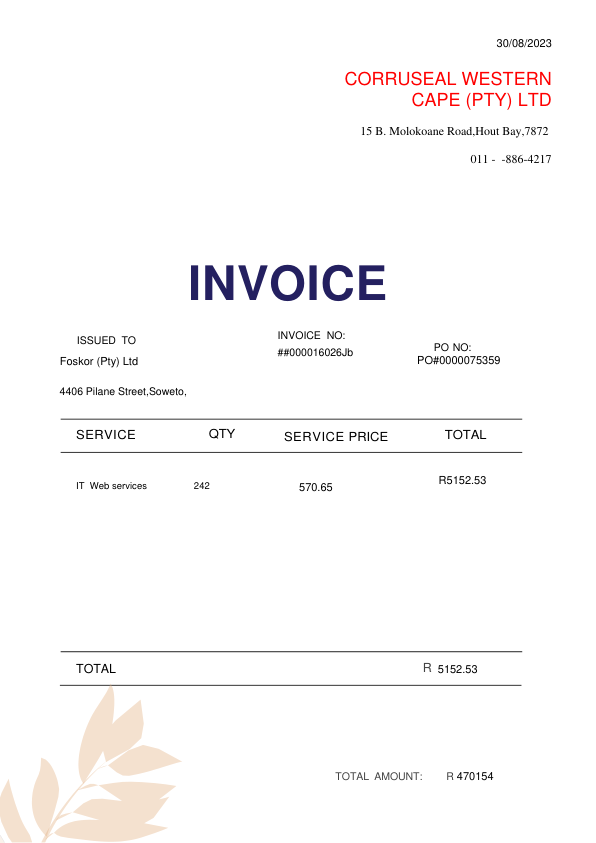 30/08/2023
CORRUSEAL WESTERN
CAPE (PTY) LTD
15 B. Molokoane Road,Hout Bay,7872
011 - -886-4217
INVOICE
ISSUED TO
Foskor (Pty) Ltd
4406 Pilane Street,Soweto,
INVOICE NO:
##000016026Jb
PO NO:
PO#0000075359
SERVICE QTY SERVICE PRICE TOTAL
IT Web services 242 570.65 R5152.53
TOTAL R 5152.53
TOTAL AMOUNT: R 470154